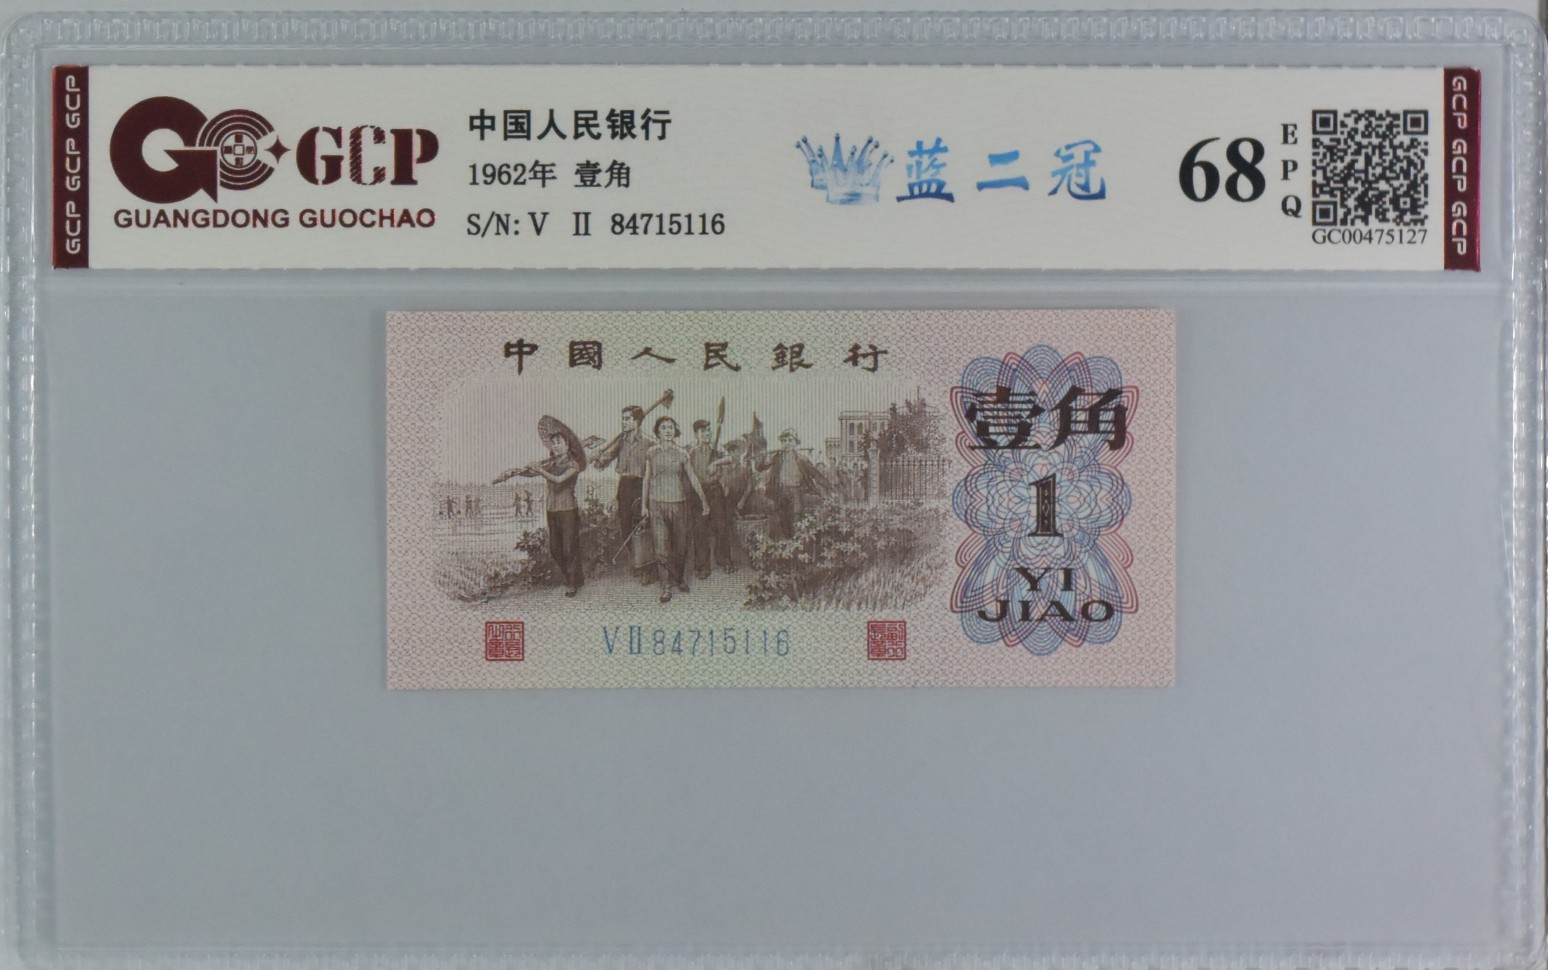 GCP GCP GCP
GCP
GUANGDONG GUOCHAO
中国人民银行
1962年 壹角
S/N: V Ⅱ 84715116
蓝二冠
68
EPQ
GC00475127
GCP GCP GCP
中國人民銀行
壹角
1
YI
JIAO
VⅡ84715116